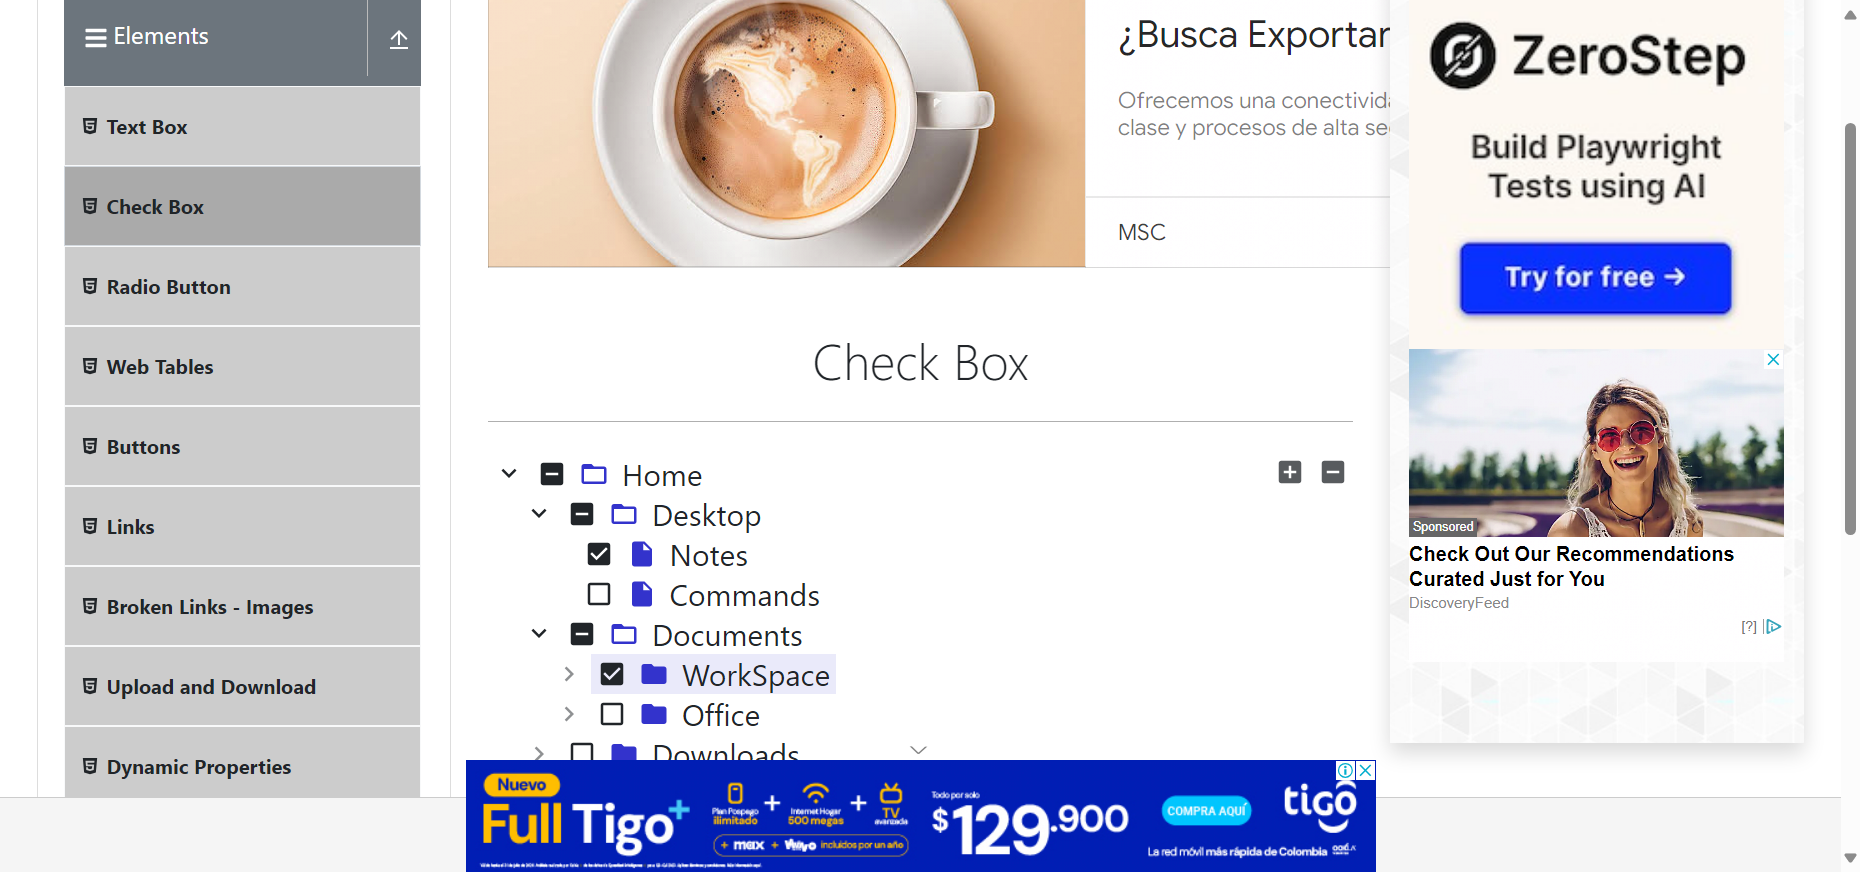 Elements
Text Box
Check Box
Radio Button
Web Tables
Buttons
Links
Broken Links - Images
Upload and Download
Dynamic Properties
¿Busca Exportar
Ofrecemos una conectivida
clase y procesos de alta se
MSC
Check Box
Home
Desktop
Notes
Commands
Documents
WorkSpace
Office
Downloads
ZeroStep
Build Playwright
Tests using AI
Try for free →
Sponsored
Check Out Our Recommendations
Curated Just for You
DiscoveryFeed
[?]
Nuevo
Full Tigo+
Plan Pospago
ilimitado
+
Internet Hogar
500 megas
+
TV
avanzada
+ max + incluidos por un año
Todo por solo
$129.900
COMPRA AQUÍ
tigo
La red móvil más rápida de Colombia